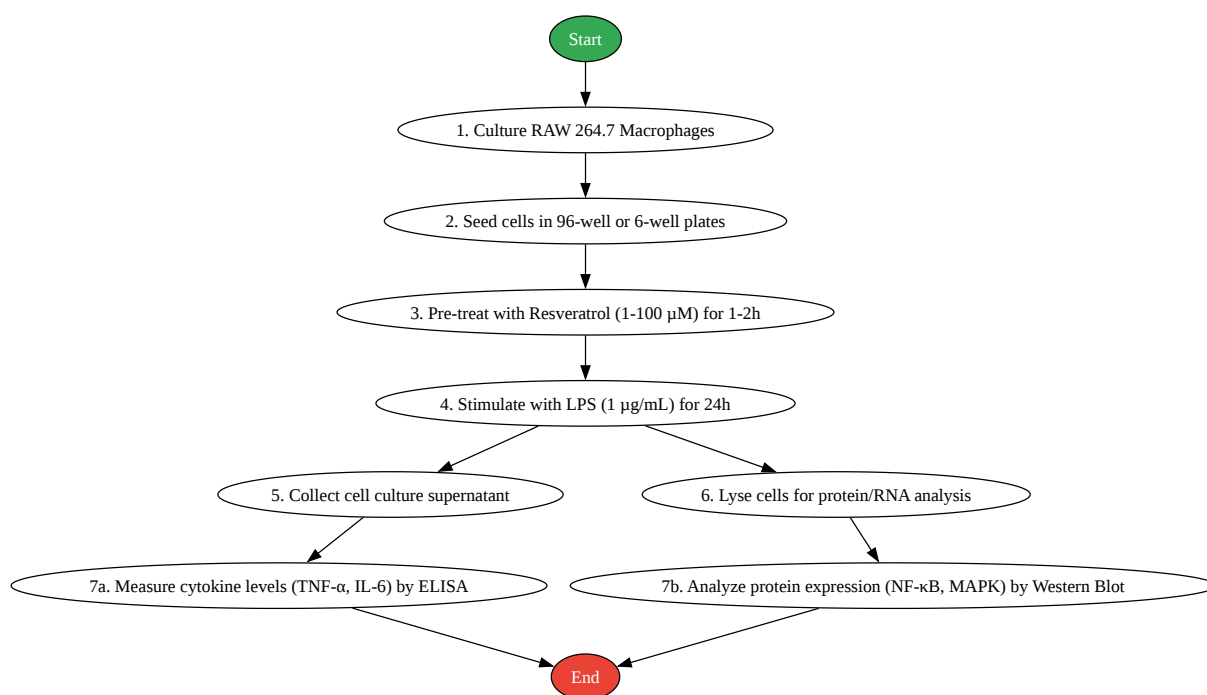 Start
1. Culture RAW 264.7 Macrophages
2. Seed cells in 96-well or 6-well plates
3. Pre-treat with Resveratrol (1-100 µM) for 1-2h
4. Stimulate with LPS (1 µg/mL) for 24h
5. Collect cell culture supernatant
6. Lyse cells for protein/RNA analysis
7a. Measure cytokine levels (TNF-α, IL-6) by ELISA
7b. Analyze protein expression (NF-κB, MAPK) by Western Blot
End